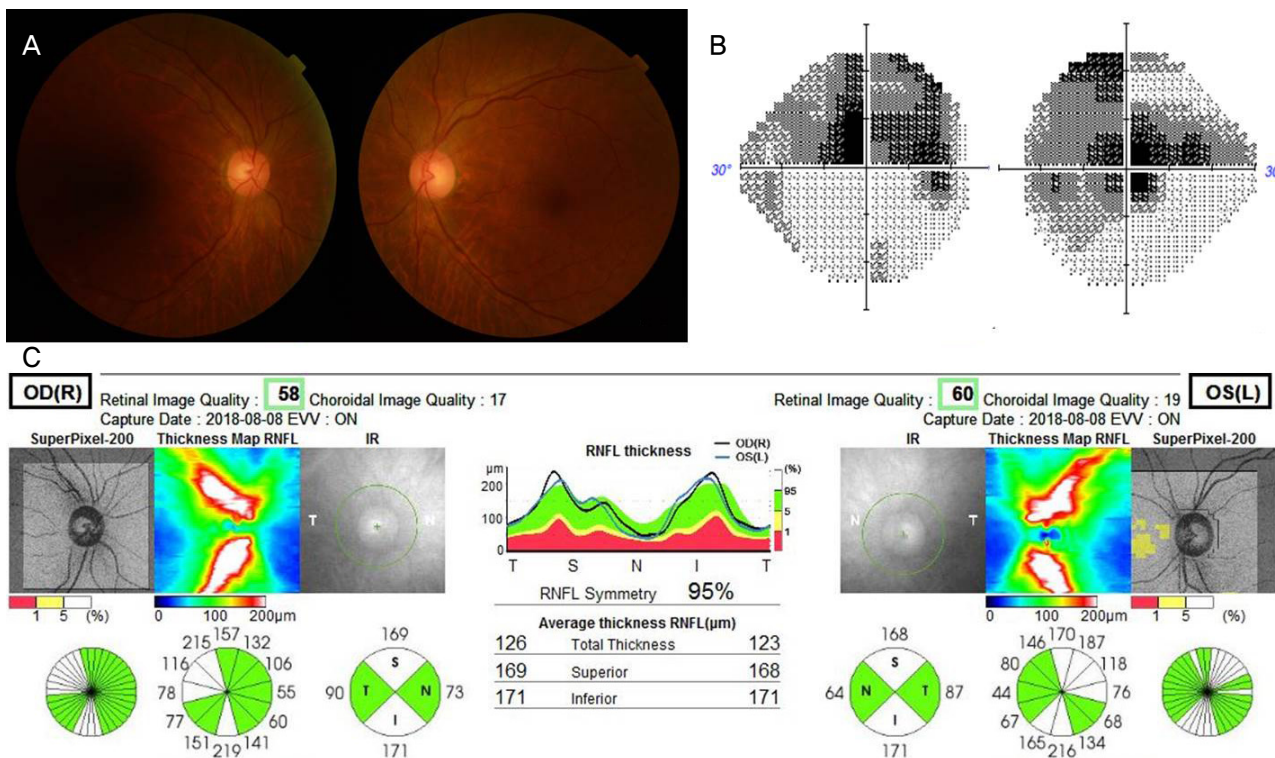 A
B
30°
30
C
OD(R)
Retinal Image Quality : 58 Choroidal Image Quality : 17
Capture Date : 2018-08-08 EVV : ON
Retinal Image Quality : 60 Choroidal Image Quality : 19
Capture Date : 2018-08-08 EVV : ON
OS(L)
SuperPixel-200 Thickness Map RNFL IR
T N
1 5 (%)
0 100 200μm
RNFL thickness
OD(R)
OS(L)
μm
200
100
0
T S N I T
(%)
95
5
1
IR Thickness Map RNFL SuperPixel-200
N T
0 100 200μm
1 5 (%)
RNFL Symmetry 95%
Average thickness RNFL(μm)
126 Total Thickness 123
169 Superior 168
171 Inferior 171
157
215 132
116 106
78 55
77 60
151 141
219
169
S
90 T N 73
I
171
168
S
64 N T 87
I
171
170
146 187
80 118
44 76
67 68
165 134
216